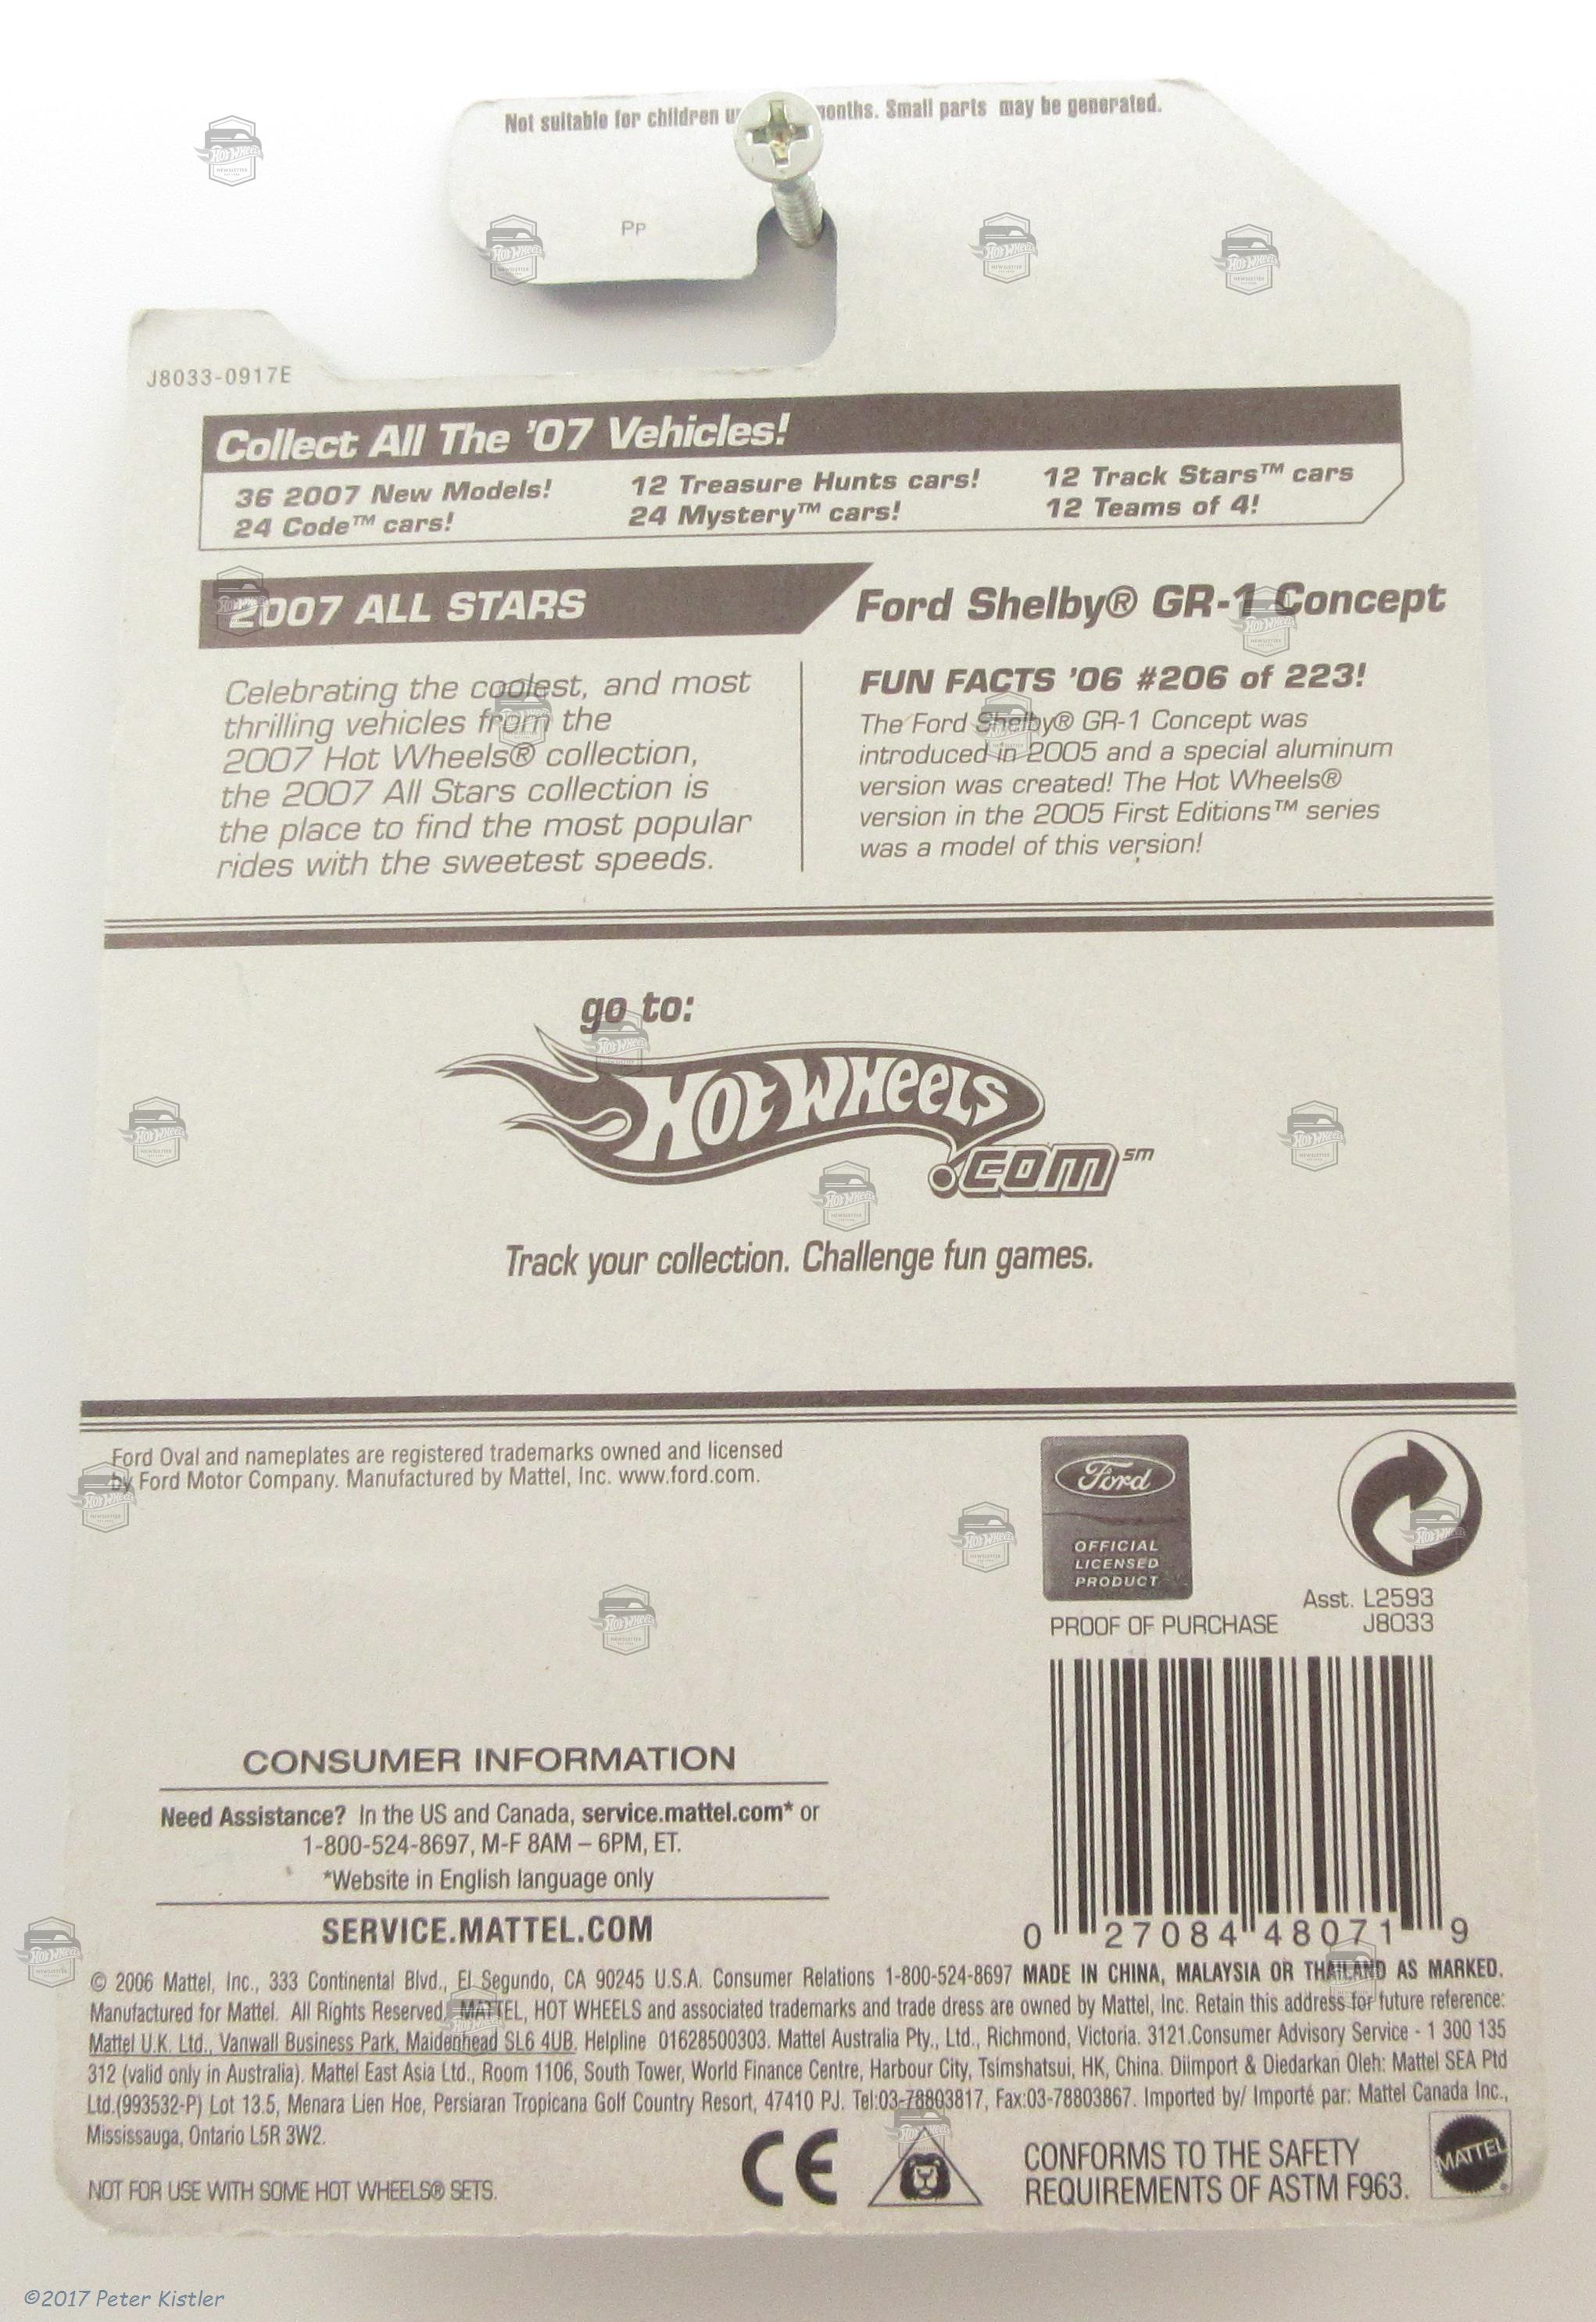 Not suitable for children onths. Small parts may be generated.
Pp
J8033-0917E
Collect All The '07 Vehicles!
36 2007 New Models! 12 Treasure Hunts cars! 12 Track Stars™ cars
24 Code™ cars! 24 Mystery™ cars! 12 Teams of 4!
2007 ALL STARS
Celebrating the coolest, and most
thrilling vehicles from the
2007 Hot Wheels® collection,
the 2007 All Stars collection is
the place to find the most popular
rides with the sweetest speeds.
Ford Shelby® GR-1 Concept
FUN FACTS '06 #206 of 223!
The Ford Shelby® GR-1 Concept was
introduced in 2005 and a special aluminum
version was created! The Hot Wheels®
version in the 2005 First Editions™ series
was a model of this version!
go to:
Hot Wheels
.com℠
Track your collection. Challenge fun games.
Ford Oval and nameplates are registered trademarks owned and licensed
by Ford Motor Company. Manufactured by Mattel, Inc. www.ford.com.
Ford
OFFICIAL
LICENSED
PRODUCT
Asst. L2593
PROOF OF PURCHASE J8033
0 27084 48071 9
CONSUMER INFORMATION
Need Assistance? In the US and Canada, service.mattel.com* or
1-800-524-8697, M-F 8AM – 6PM, ET.
*Website in English language only
SERVICE.MATTEL.COM
© 2006 Mattel, Inc., 333 Continental Blvd., El Segundo, CA 90245 U.S.A. Consumer Relations 1-800-524-8697 MADE IN CHINA, MALAYSIA OR THAILAND AS MARKED.
Manufactured for Mattel. All Rights Reserved. MATTEL, HOT WHEELS and associated trademarks and trade dress are owned by Mattel, Inc. Retain this address for future reference:
Mattel U.K. Ltd., Vanwall Business Park, Maidenhead SL6 4UB. Helpline 01628500303. Mattel Australia Pty., Ltd., Richmond, Victoria. 3121.Consumer Advisory Service - 1 300 135
312 (valid only in Australia). Mattel East Asia Ltd., Room 1106, South Tower, World Finance Centre, Harbour City, Tsimshatsui, HK, China. Diimport & Diedarkan Oleh: Mattel SEA Ptd
Ltd.(993532-P) Lot 13.5, Menara Lien Hoe, Persiaran Tropicana Golf Country Resort, 47410 PJ. Tel:03-78803817, Fax:03-78803867. Imported by/ Importé par: Mattel Canada Inc.,
Mississauga, Ontario L5R 3W2.
NOT FOR USE WITH SOME HOT WHEELS® SETS.
CE
CONFORMS TO THE SAFETY
REQUIREMENTS OF ASTM F963.
MATTEL
©2017 Peter Kistler